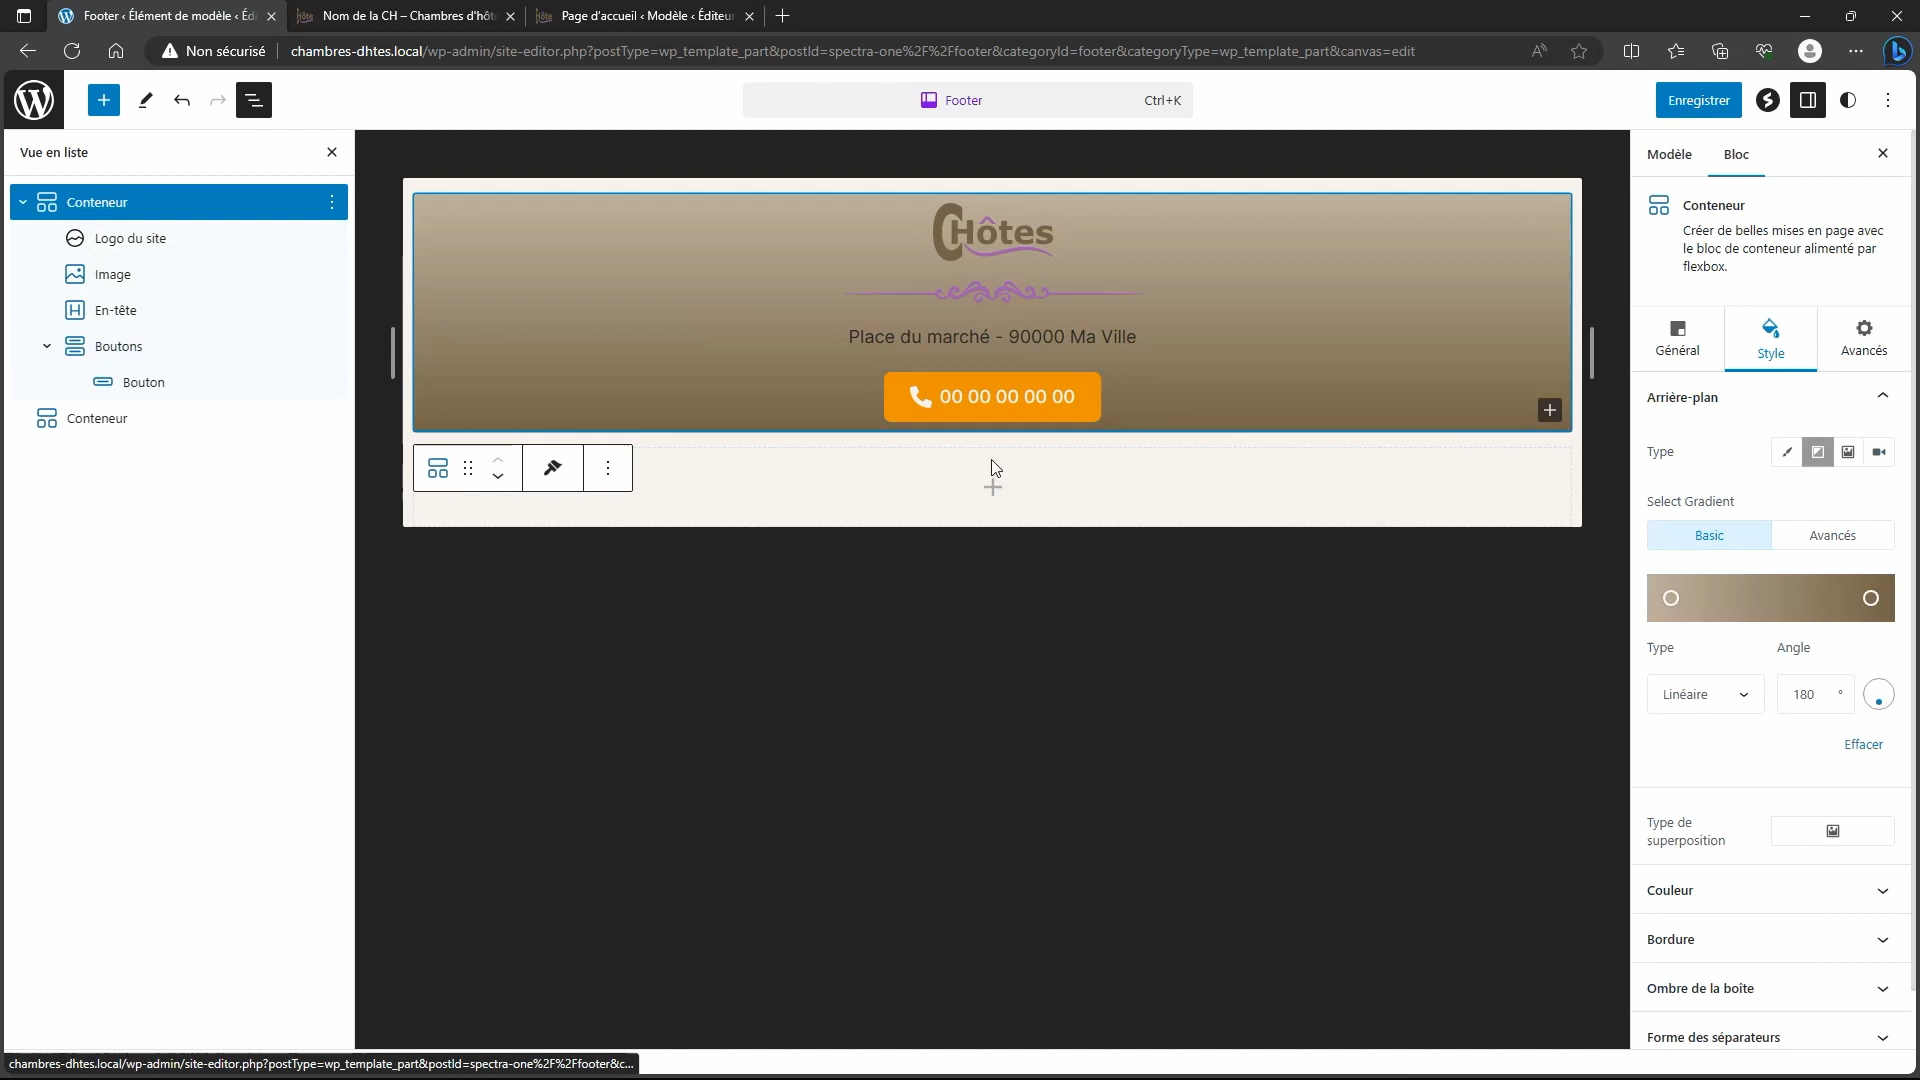 Footer ‹ Élément de modèle ‹ Édi
Nom de la CH – Chambres d'hôt
Page d'accueil ‹ Modèle ‹ Éditeur
Non sécurisé
chambres-dhtes.local/wp-admin/site-editor.php?postType=wp_template_part&postId=spectra-one%2F%2Ffooter&categoryId=footer&categoryType=wp_template_part&canvas=edit
Footer
Ctrl+K
Enregistrer
Vue en liste
Conteneur
Logo du site
Image
En-tête
Boutons
Bouton
Conteneur
CHôtes
Place du marché - 90000 Ma Ville
00 00 00 00 00
Modèle
Bloc
Conteneur
Créer de belles mises en page avec
le bloc de conteneur alimenté par
flexbox.
Général
Style
Avancés
Arrière-plan
Type
Select Gradient
Basic
Avancés
Type
Angle
Linéaire
180 °
Effacer
Type de
superposition
Couleur
Bordure
Ombre de la boîte
Forme des séparateurs
chambres-dhtes.local/wp-admin/site-editor.php?postType=wp_template_part&postId=spectra-one%2F%2Ffooter&c...